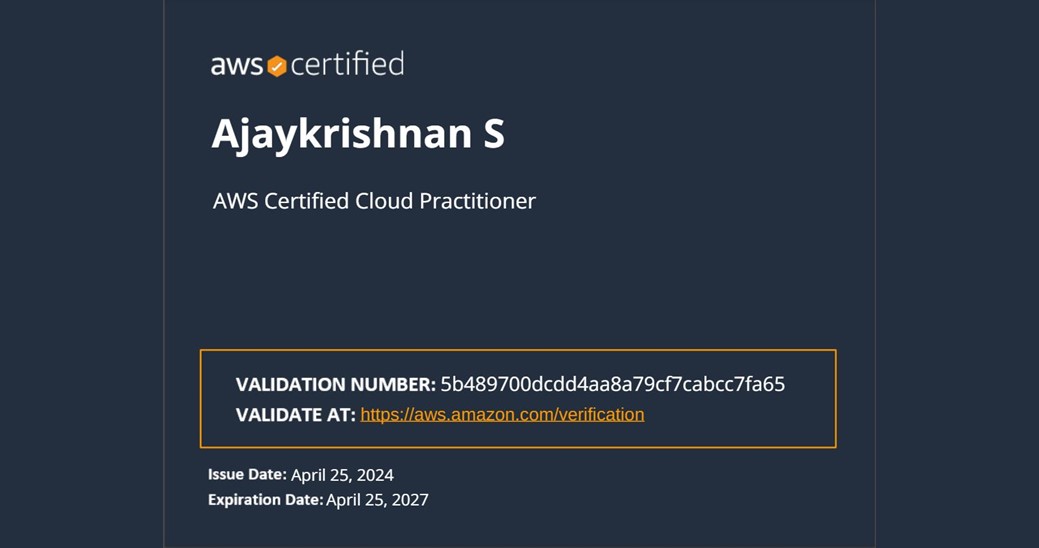 aws certified
Ajaykrishnan S
AWS Certified Cloud Practitioner
VALIDATION NUMBER: 5b489700dcdd4aa8a79cf7cabcc7fa65
VALIDATE AT: https://aws.amazon.com/verification
Issue Date: April 25, 2024
Expiration Date: April 25, 2027